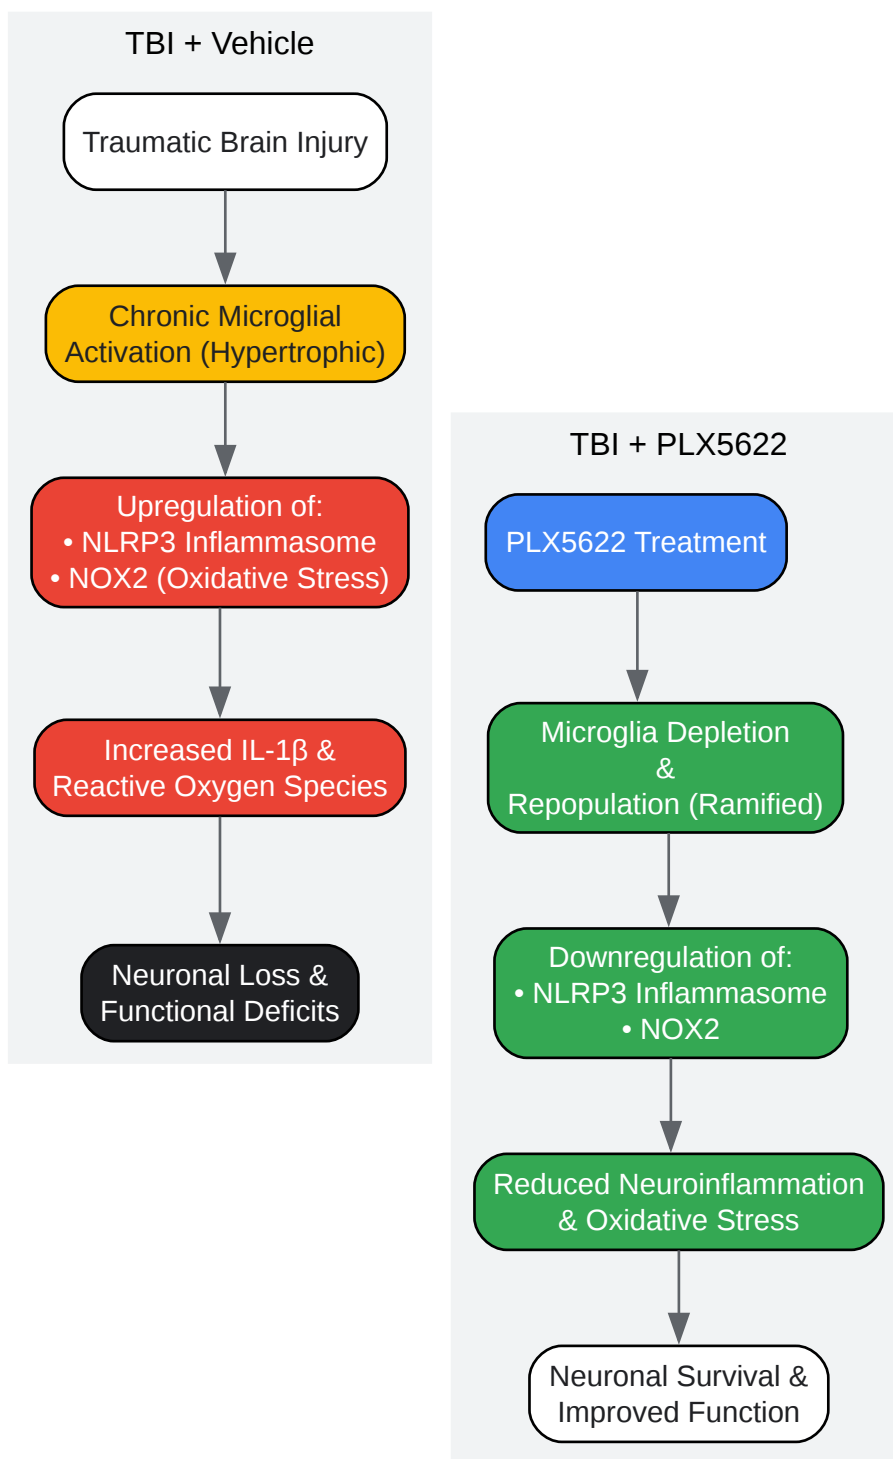 TBI + Vehicle
Traumatic Brain Injury
Chronic Microglial
Activation (Hypertrophic)
Upregulation of:
• NLRP3 Inflammasome
• NOX2 (Oxidative Stress)
Increased IL-1β &
Reactive Oxygen Species
Neuronal Loss &
Functional Deficits
TBI + PLX5622
PLX5622 Treatment
Microglia Depletion
&
Repopulation (Ramified)
Downregulation of:
• NLRP3 Inflammasome
• NOX2
Reduced Neuroinflammation
& Oxidative Stress
Neuronal Survival &
Improved Function